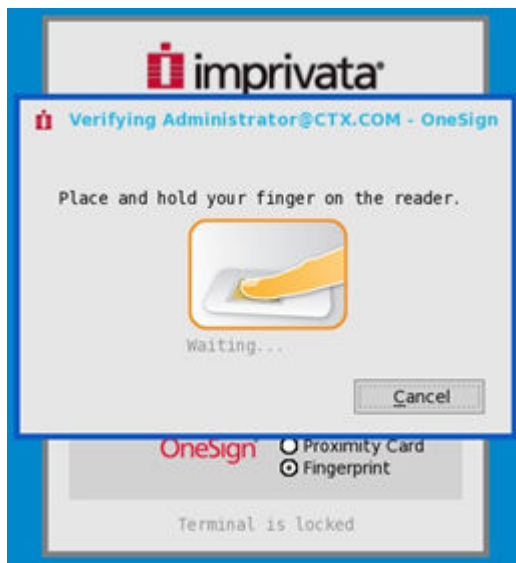 imprivata®
Verifying Administrator@CTX.COM - OneSign
Place and hold your finger on the reader.
Waiting...
Cancel
OneSign® Proximity Card
Fingerprint
Terminal is locked